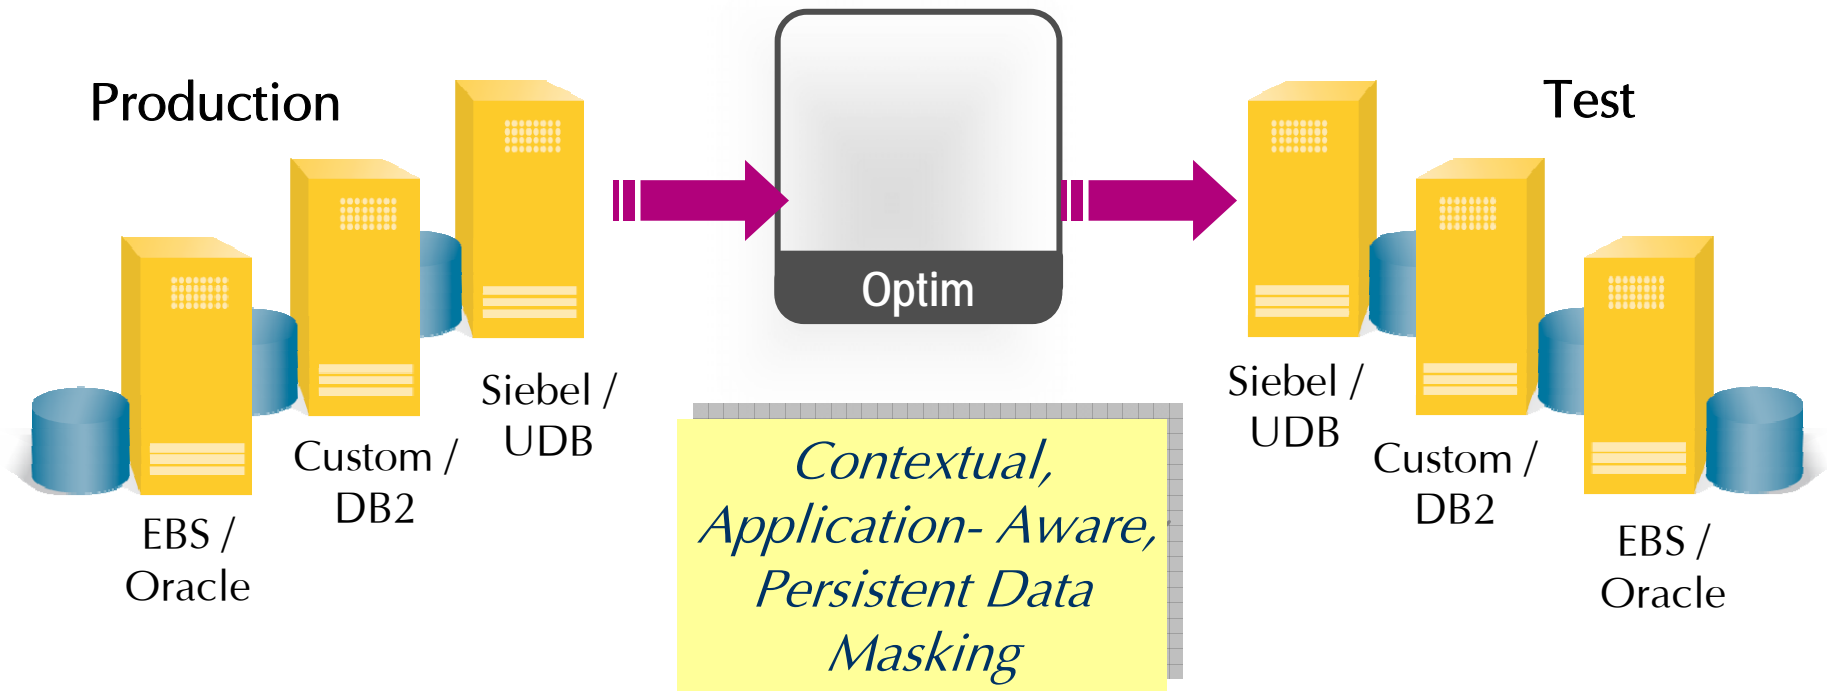 Production
Siebel /
UDB
Custom /
DB2
EBS /
Oracle
Optim
Contextual,
Application- Aware,
Persistent Data
Masking
Test
Siebel /
UDB
Custom /
DB2
EBS /
Oracle